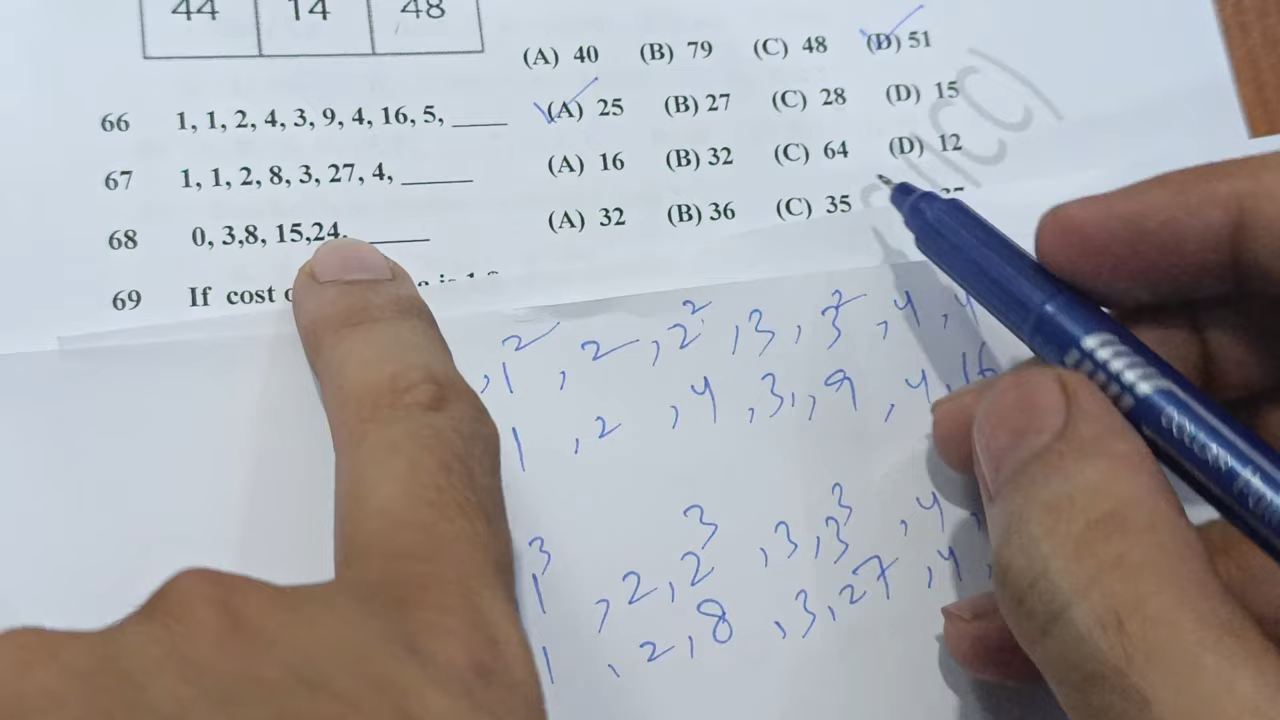 44 14 48
(A) 40 (B) 79 (C) 48 (D) 51
66 1, 1, 2, 4, 3, 9, 4, 16, 5, ____ (A) 25 (B) 27 (C) 28 (D) 15
67 1, 1, 2, 8, 3, 27, 4, ____ (A) 16 (B) 32 (C) 64 (D) 12
68 0, 3,8, 15,24, ____ (A) 32 (B) 36 (C) 35
69 If cost
, 1², 2, 2², 3, 3², 4, 4
1, 2, 4, 3, 9, 4, 16
1³, 2, 2³, 3, 3³, 4,
1, 2, 8, 3, 27, 4,